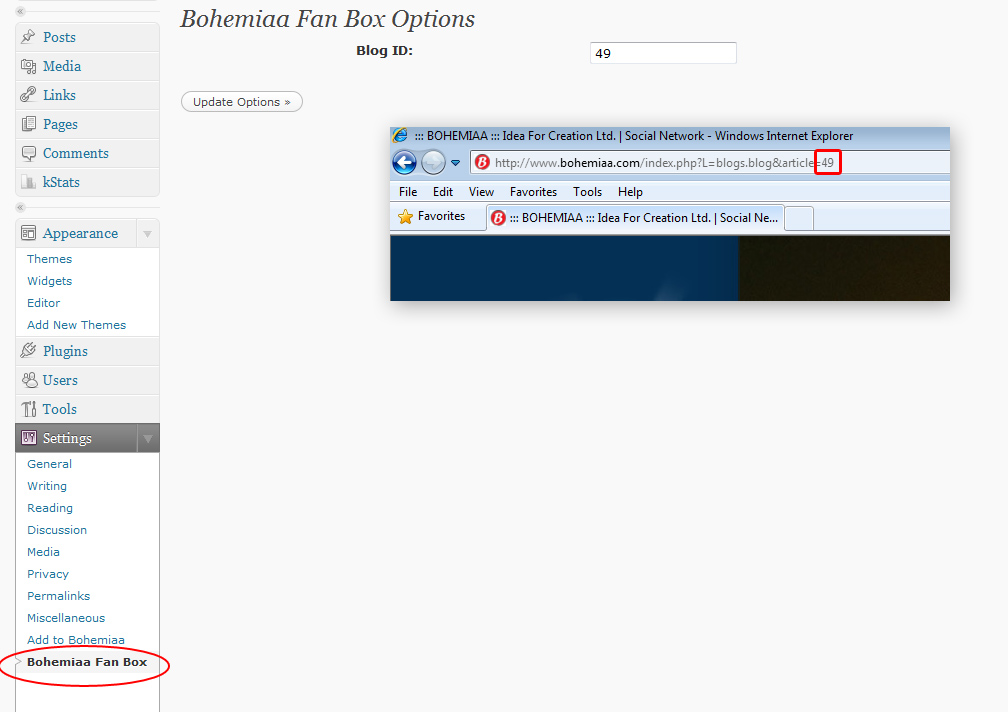 Bohemiaa Fan Box Options
Blog ID: 49
Update Options »
::: BOHEMIAA ::: Idea For Creation Ltd. | Social Network - Windows Internet Explorer
http://www.bohemiaa.com/index.php?L=blogs.blog&article=49
File Edit View Favorites Tools Help
Favorites ::: BOHEMIAA ::: Idea For Creation Ltd. | Social Ne...
Posts
Media
Links
Pages
Comments
kStats
Appearance
Themes
Widgets
Editor
Add New Themes
Plugins
Users
Tools
Settings
General
Writing
Reading
Discussion
Media
Privacy
Permalinks
Miscellaneous
Add to Bohemiaa
Bohemiaa Fan Box